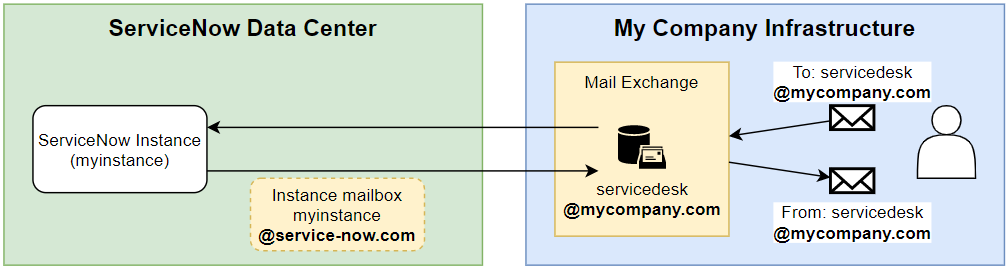 ServiceNow Data Center
ServiceNow Instance
(myinstance)
Instance mailbox
myinstance
@service-now.com
My Company Infrastructure
Mail Exchange
servicedesk
@mycompany.com
To: servicedesk
@mycompany.com
From: servicedesk
@mycompany.com